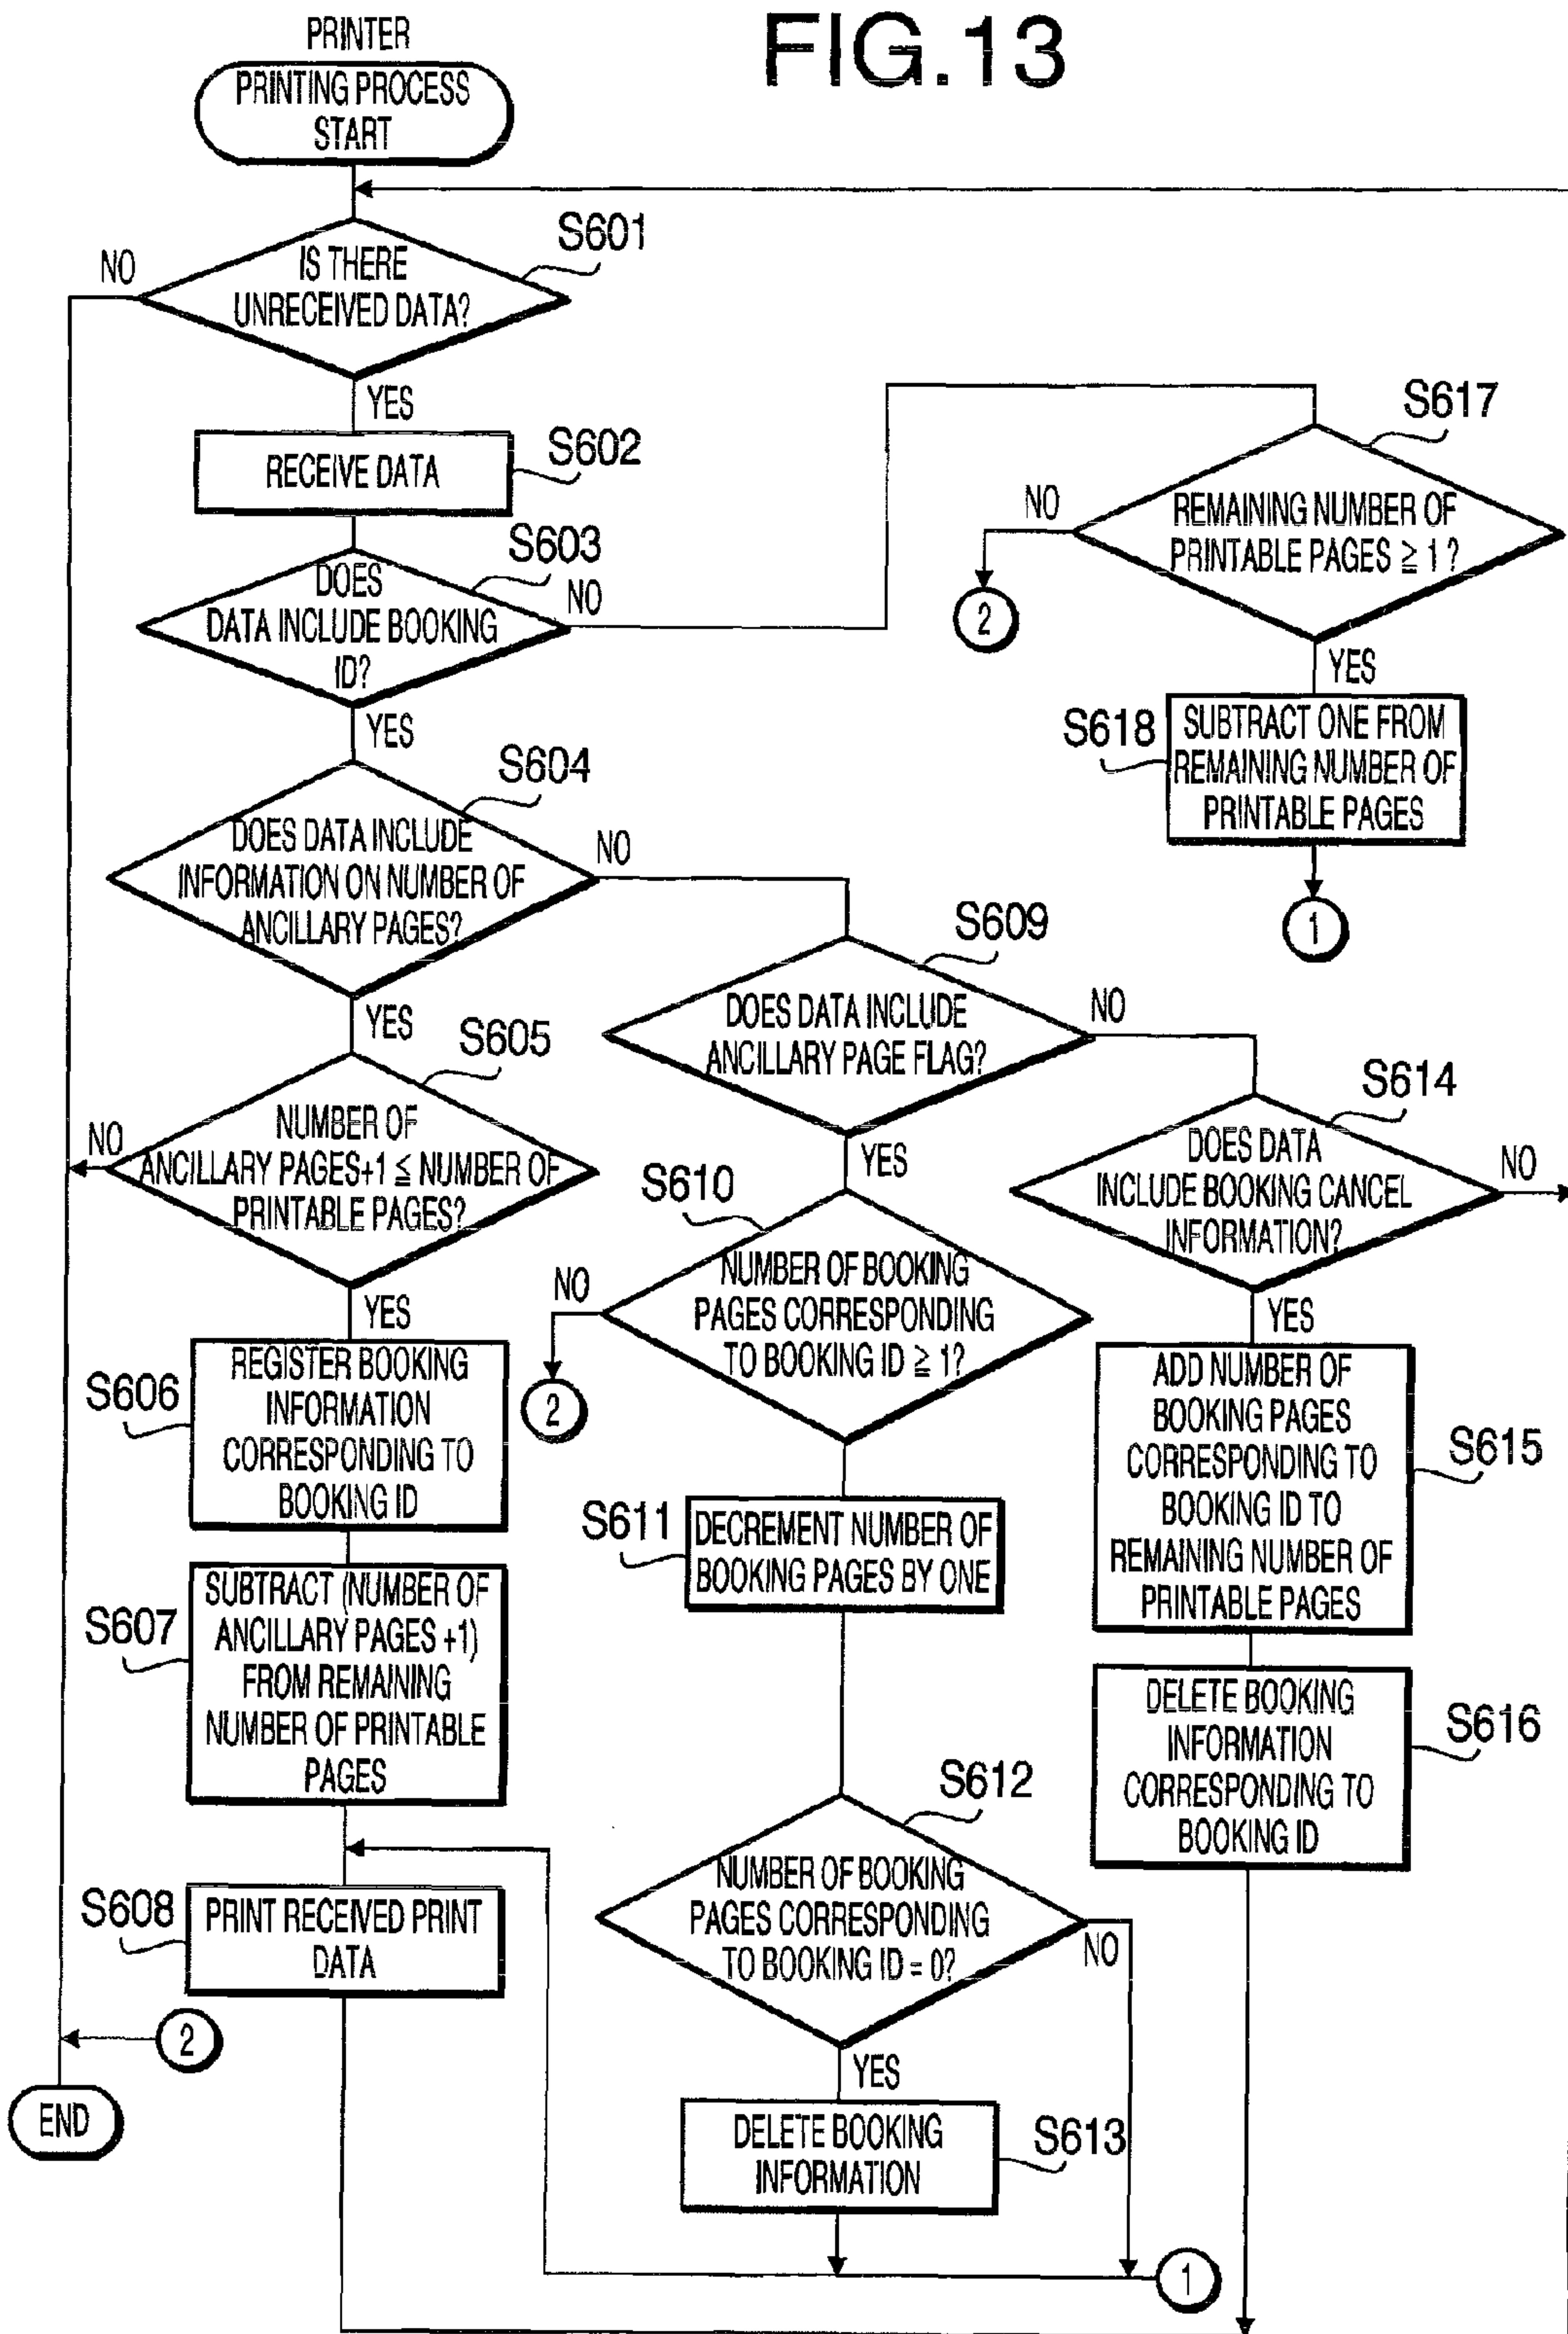 FIG.13
PRINTER
PRINTING PROCESS
START
S601
NO
IS THERE
UNRECEIVED DATA?
YES
S602
RECEIVE DATA
S603
DOES
DATA INCLUDE BOOKING
ID?
NO
YES
S617
NO
REMAINING NUMBER OF
PRINTABLE PAGES ≧ 1 ?
2
YES
S618
SUBTRACT ONE FROM
REMAINING NUMBER OF
PRINTABLE PAGES
1
S604
DOES DATA INCLUDE
INFORMATION ON NUMBER OF
ANCILLARY PAGES?
NO
YES
S609
DOES DATA INCLUDE
ANCILLARY PAGE FLAG?
NO
YES
S605
NUMBER OF
ANCILLARY PAGES+1 ≦ NUMBER OF
PRINTABLE PAGES?
NO
YES
S614
DOES DATA
INCLUDE BOOKING CANCEL
INFORMATION?
NO
YES
S610
NUMBER OF BOOKING
PAGES CORRESPONDING
TO BOOKING ID ≧ 1?
NO
2
S606
REGISTER BOOKING
INFORMATION
CORRESPONDING TO
BOOKING ID
S615
ADD NUMBER OF
BOOKING PAGES
CORRESPONDING TO
BOOKING ID TO
REMAINING NUMBER OF
PRINTABLE PAGES
S611
DECREMENT NUMBER OF
BOOKING PAGES BY ONE
S607
SUBTRACT (NUMBER OF
ANCILLARY PAGES +1)
FROM REMAINING
NUMBER OF PRINTABLE
PAGES
S616
DELETE BOOKING
INFORMATION
CORRESPONDING TO
BOOKING ID
S612
NUMBER OF BOOKING
PAGES CORRESPONDING
TO BOOKING ID = 0?
NO
YES
S608
PRINT RECEIVED PRINT
DATA
2
END
S613
DELETE BOOKING
INFORMATION
1